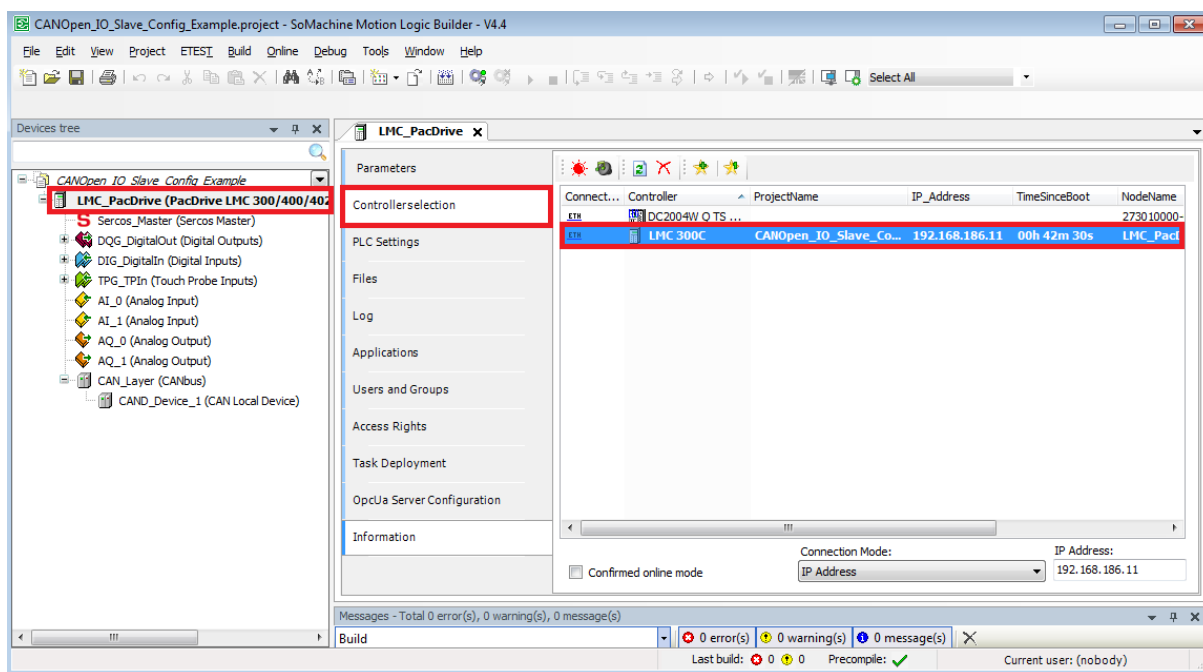 CANOpen_IO_Slave_Config_Example.project - SoMachine Motion Logic Builder - V4.4
File Edit View Project ETEST Build Online Debug Tools Window Help
Select All
Devices tree
LMC_PacDrive
CANOpen_IO_Slave_Config_Example
LMC_PacDrive (PacDrive LMC 300/400/402
Sercos_Master (Sercos Master)
DQG_DigitalOut (Digital Outputs)
DIG_DigitalIn (Digital Inputs)
TPG_TPIn (Touch Probe Inputs)
AI_0 (Analog Input)
AI_1 (Analog Input)
AQ_0 (Analog Output)
AQ_1 (Analog Output)
CAN_Layer (CANbus)
CAND_Device_1 (CAN Local Device)
Parameters
Controllerselection
PLC Settings
Files
Log
Applications
Users and Groups
Access Rights
Task Deployment
OpcUa Server Configuration
Information
Connect... Controller ProjectName IP_Address TimeSinceBoot NodeName
ETH DC2004W Q TS ... 273010000-
ETH LMC 300C CANOpen_IO_Slave_Co... 192.168.186.11 00h 42m 30s LMC_PacD
Connection Mode: IP Address:
Confirmed online mode IP Address 192.168.186.11
Messages - Total 0 error(s), 0 warning(s), 0 message(s)
Build 0 error(s) 0 warning(s) 0 message(s)
Last build: 0 0 Precompile: Current user: (nobody)